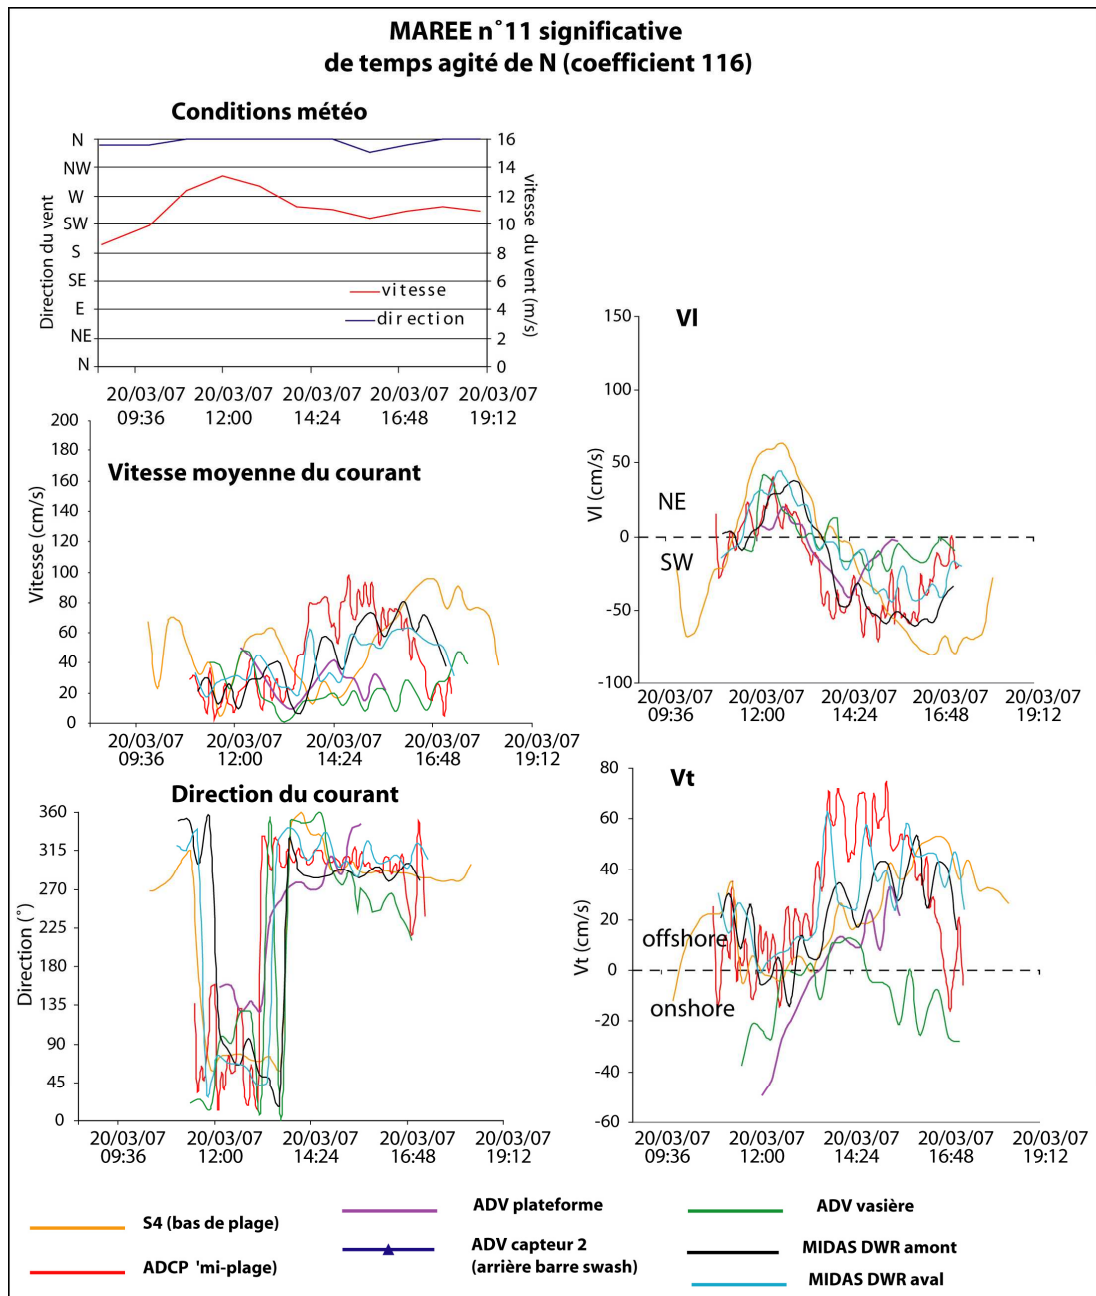 MAREE n°11 significative
de temps agité de N (coefficient 116)
Conditions météo
Direction du vent
N
NW
W
SW
S
SE
E
NE
N
16
14
12
10
8
6
4
2
0
vitesse du vent (m/s)
vitesse
direction
20/03/07 20/03/07 20/03/07 20/03/07 20/03/07
09:36 12:00 14:24 16:48 19:12
Vitesse moyenne du courant
Vitesse (cm/s)
200
180
160
140
120
100
80
60
40
20
0
20/03/07 20/03/07 20/03/07 20/03/07 20/03/07
09:36 12:00 14:24 16:48 19:12
Direction du courant
Direction (°)
360
315
270
225
180
135
90
45
0
20/03/07 20/03/07 20/03/07 20/03/07 20/03/07
09:36 12:00 14:24 16:48 19:12
Vl
Vl (cm/s)
150
100
50
0
-50
-100
NE
SW
20/03/07 20/03/07 20/03/07 20/03/07 20/03/07
09:36 12:00 14:24 16:48 19:12
Vt
Vt (cm/s)
80
60
40
20
0
-20
-40
-60
offshore
onshore
20/03/07 20/03/07 20/03/07 20/03/07 20/03/07
09:36 12:00 14:24 16:48 19:12
S4 (bas de plage)
ADCP 'mi-plage)
ADV plateforme
ADV capteur 2
(arrière barre swash)
ADV vasière
MIDAS DWR amont
MIDAS DWR aval